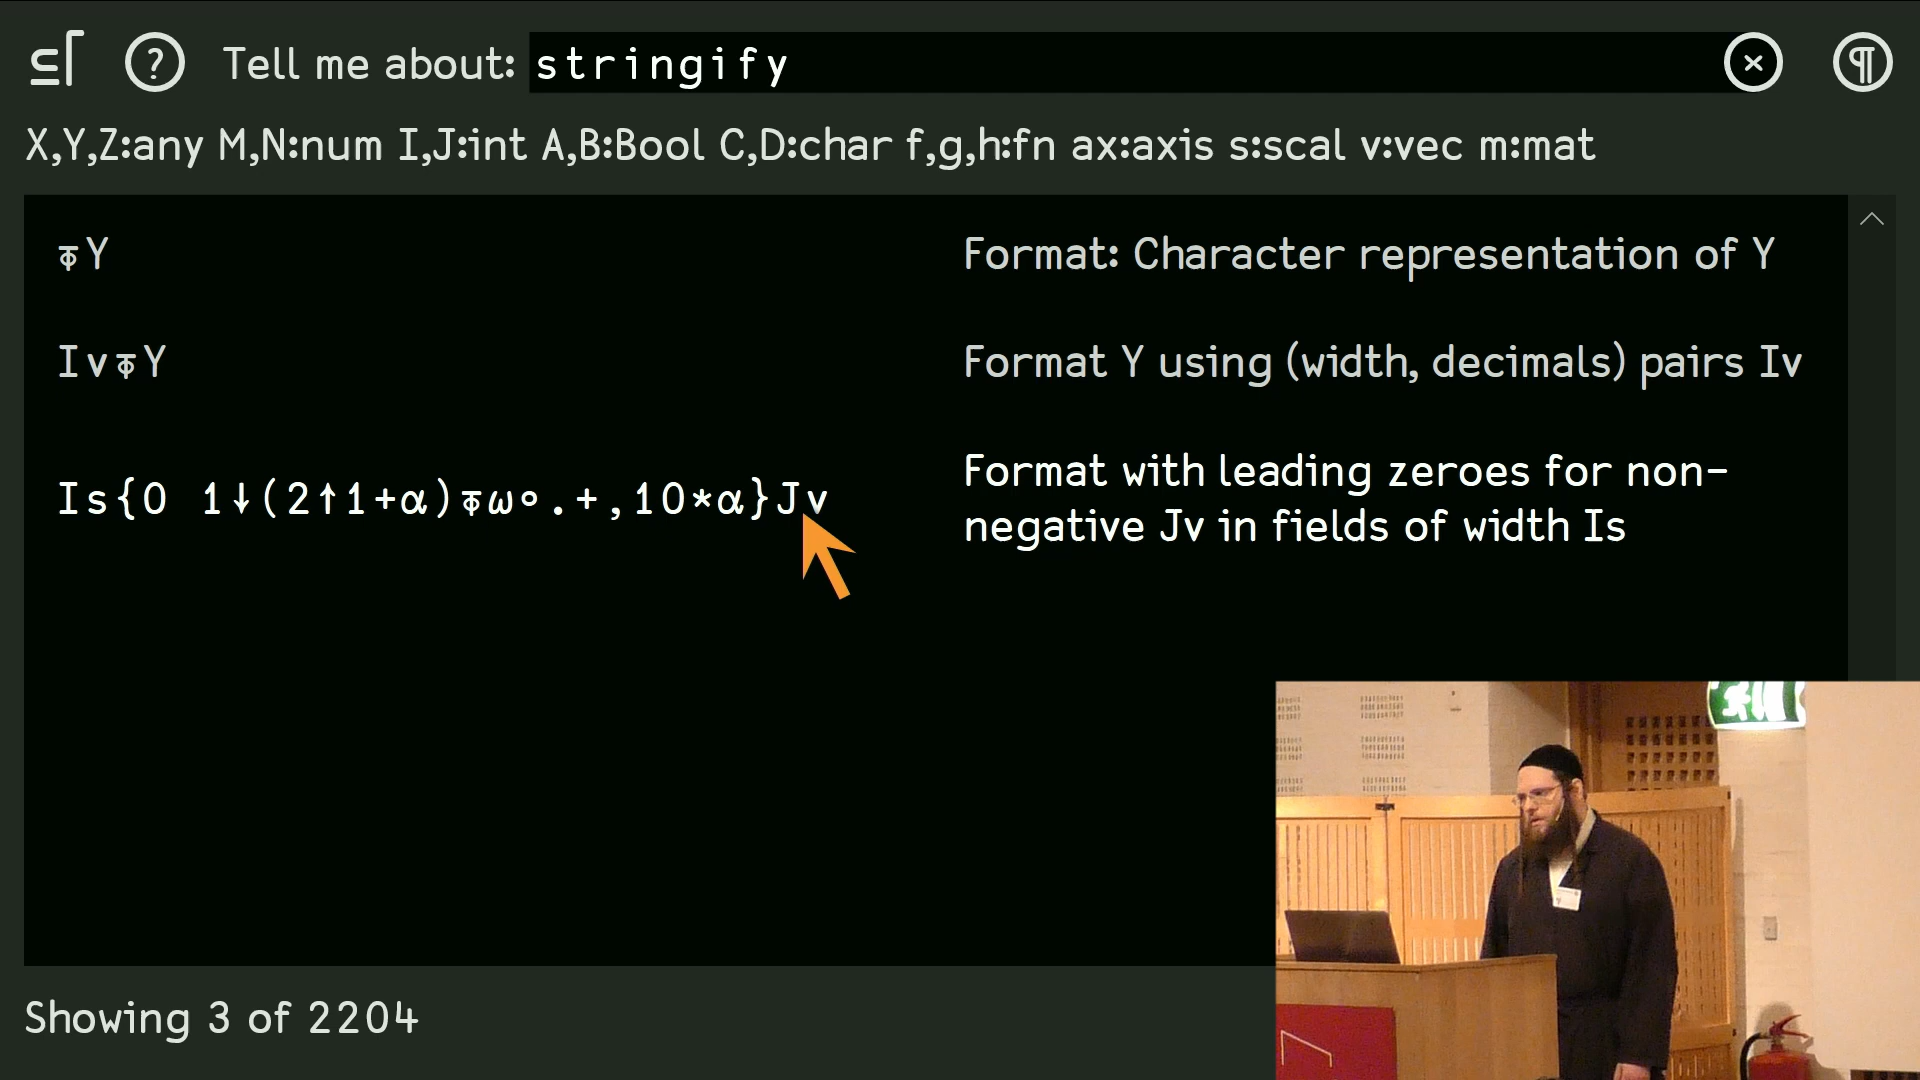 ⊆⌈ ? Tell me about: stringify × ¶
X,Y,Z:any M,N:num I,J:int A,B:Bool C,D:char f,g,h:fn ax:axis s:scal v:vec m:mat
⍕Y Format: Character representation of Y
Iv⍕Y Format Y using (width, decimals) pairs Iv
Is{0 1↓(2↑1+⍺)⍕⍵∘.+,10*⍺}Jv Format with leading zeroes for non-
negative Jv in fields of width Is
Showing 3 of 2204